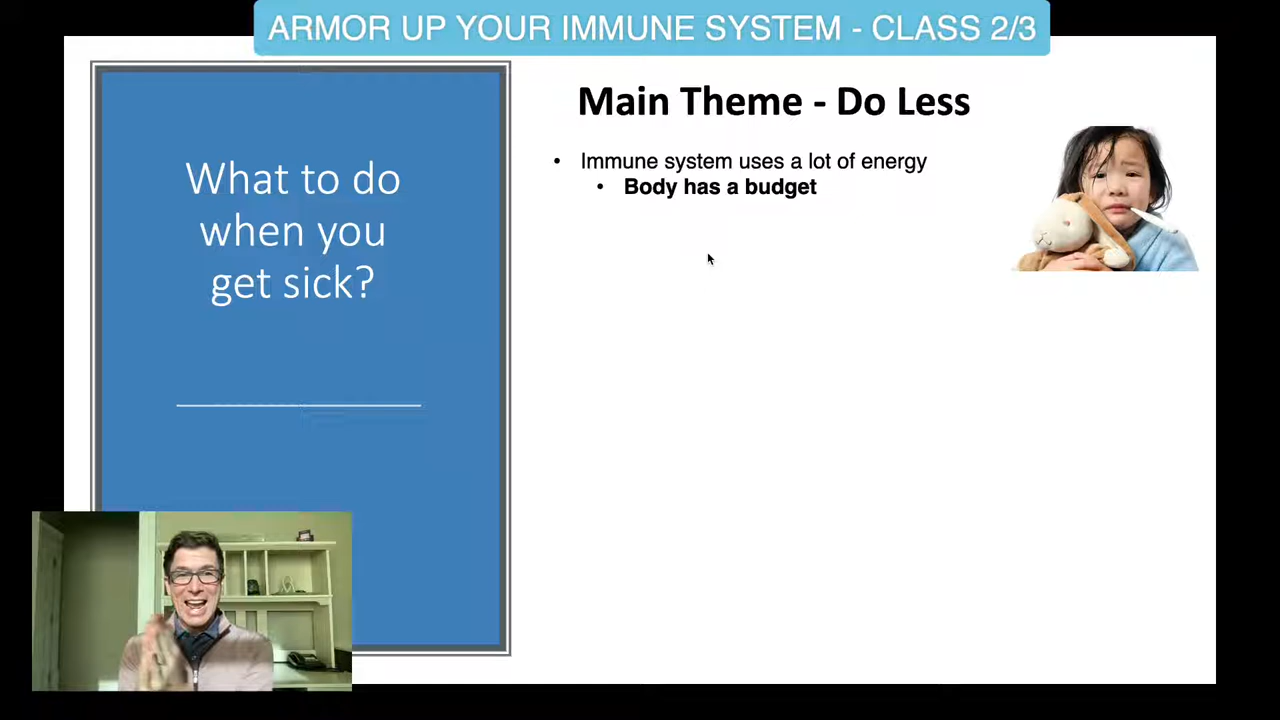 ARMOR UP YOUR IMMUNE SYSTEM - CLASS 2/3
What to do
when you
get sick?
Main Theme - Do Less
• Immune system uses a lot of energy
• Body has a budget